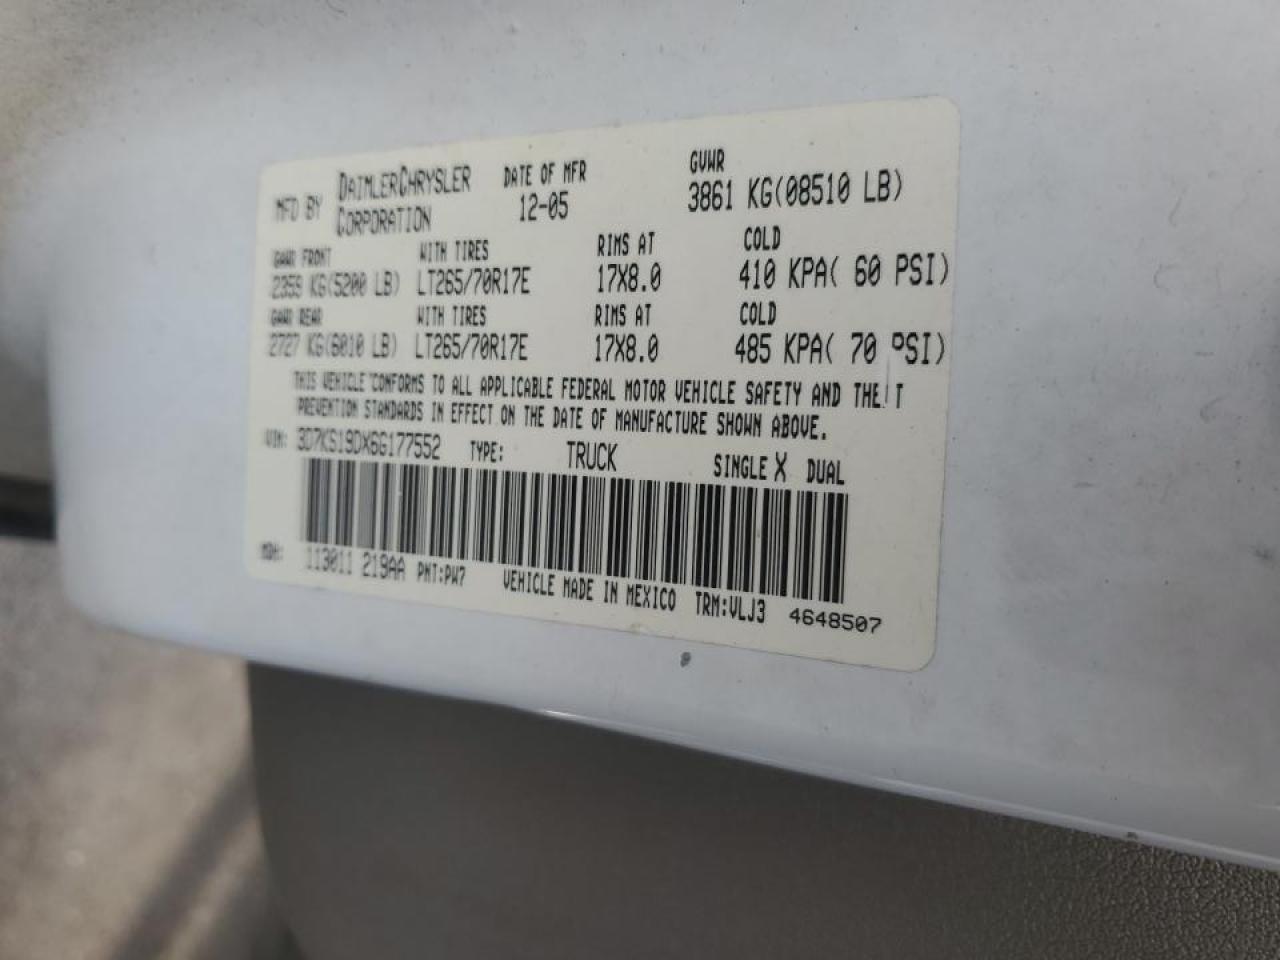 MFD BY DAIMLERCHRYSLER CORPORATION DATE OF MFR 12-05 GVWR 3861 KG(08510 LB)
GAWR FRONT WITH TIRES RIMS AT COLD
2359 KG(5200 LB) LT265/70R17E 17X8.0 410 KPA( 60 PSI)
GAWR REAR WITH TIRES RIMS AT COLD
2727 KG(6010 LB) LT265/70R17E 17X8.0 485 KPA( 70 PSI)
THIS VEHICLE CONFORMS TO ALL APPLICABLE FEDERAL MOTOR VEHICLE SAFETY AND THEFT
PREVENTION STANDARDS IN EFFECT ON THE DATE OF MANUFACTURE SHOWN ABOVE.
VIN: 3D7KS19DX6G177552 TYPE: TRUCK SINGLE X DUAL
MDH: 113011 219AA PNT:PW7 VEHICLE MADE IN MEXICO TRM:VLJ3 4648507